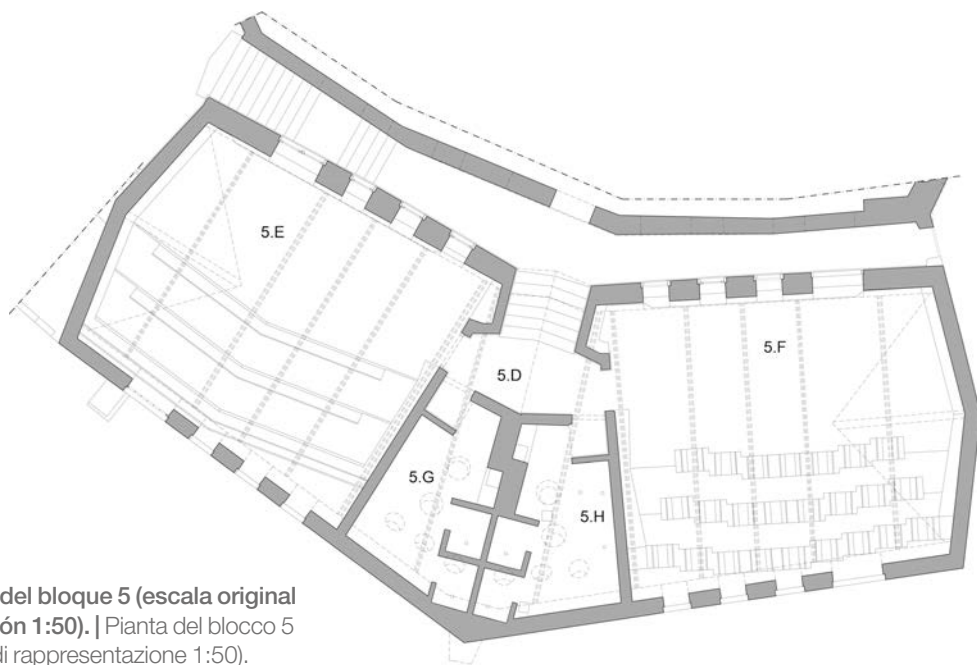 5.E
5.F
5.D
5.G
5.H
del bloque 5 (escala original
ón 1:50). | Pianta del blocco 5
di rappresentazione 1:50).